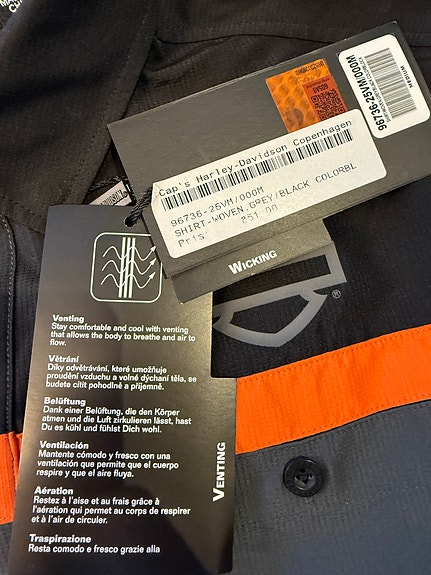 MEDIUM
96736-25VM/000M
Cap's Harley-Davidson Copenhagen
96736-25VM/000M
SHIRT-WOVEN,GREY/BLACK COLORBL
Pris
851.00
WICKING
®
Venting
Stay comfortable and cool with venting
that allows the body to breathe and air to
flow.
Větrání
Díky odvětrávání, které umožňuje
proudění vzduchu a volné dýchaní těla, se
budete cítit pohodlně a příjemně.
Belüftung
Dank einer Belüftung, die den Körper
atmen und die Luft zirkulieren lässt, hast
Du es kühl und fühlst Dich wohl.
Ventilación
Mantente cómodo y fresco con una
ventilación que permite que el cuerpo
respire y que el aire fluya.
Aération
Restez à l'aise et au frais grâce à
l'aération qui permet au corps de respirer
et à l'air de circuler.
Traspirazione
Resta comodo e fresco grazie alla
VENTING